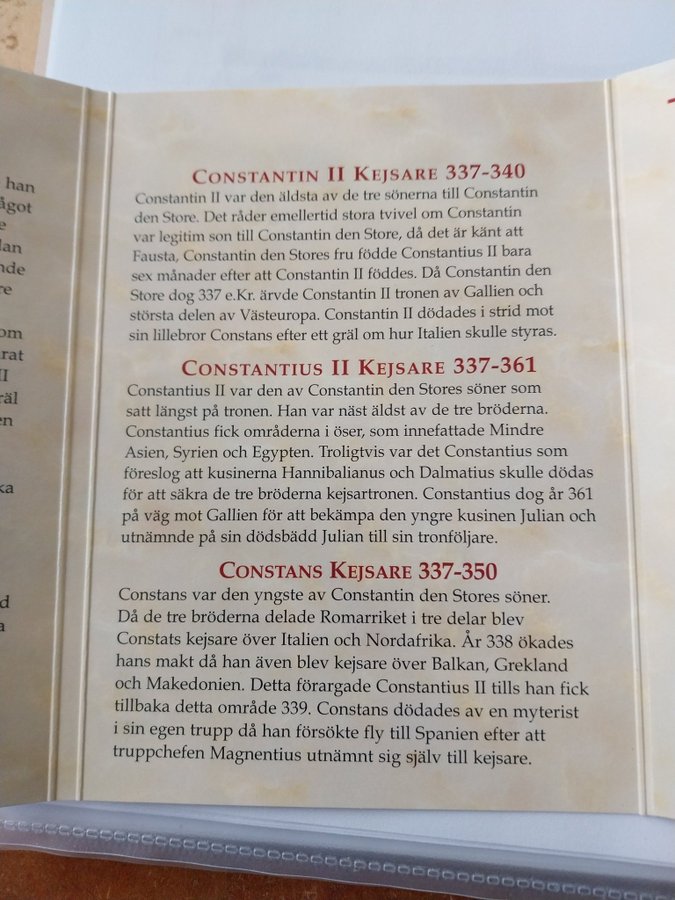 han
ågot
e
lan
nde
re
om
rat
II
räl
en
ka
d
a
CONSTANTIN II KEJSARE 337-340
Constantin II var den äldsta av de tre sönerna till Constantin
den Store. Det råder emellertid stora tvivel om Constantin
var legitim son till Constantin den Store, då det är känt att
Fausta, Constantin den Stores fru födde Constantius II bara
sex månader efter att Constantin II föddes. Då Constantin den
Store dog 337 e.Kr. ärvde Constantin II tronen av Gallien och
största delen av Västeuropa. Constantin II dödades i strid mot
sin lillebror Constans efter ett gräl om hur Italien skulle styras.
CONSTANTIUS II KEJSARE 337-361
Constantius II var den av Constantin den Stores söner som
satt längst på tronen. Han var näst äldst av de tre bröderna.
Constantius fick områderna i öser, som innefattade Mindre
Asien, Syrien och Egypten. Troligtvis var det Constantius som
föreslog att kusinerna Hannibalianus och Dalmatius skulle dödas
för att säkra de tre bröderna kejsartronen. Constantius dog år 361
på väg mot Gallien för att bekämpa den yngre kusinen Julian och
utnämnde på sin dödsbädd Julian till sin tronföljare.
CONSTANS KEJSARE 337-350
Constans var den yngste av Constantin den Stores söner.
Då de tre bröderna delade Romarriket i tre delar blev
Constats kejsare över Italien och Nordafrika. År 338 ökades
hans makt då han även blev kejsare över Balkan, Grekland
och Makedonien. Detta förargade Constantius II tills han fick
tillbaka detta område 339. Constans dödades av en myterist
i sin egen trupp då han försökte fly till Spanien efter att
truppchefen Magnentius utnämnt sig själv till kejsare.